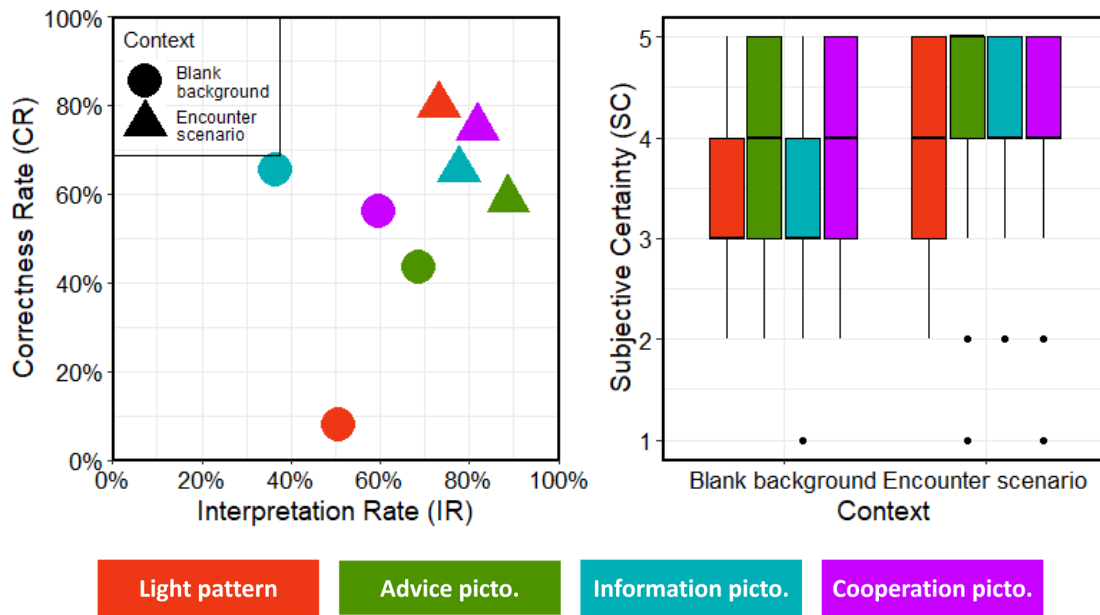 100%
80%
60%
40%
20%
0%
Correctness Rate (CR)
Context
Blank
background
Encounter
scenario
0%
20%
40%
60%
80%
100%
Interpretation Rate (IR)
5
4
3
2
1
Subjective Certainty (SC)
Blank background
Encounter scenario
Context
Light pattern
Advice picto.
Information picto.
Cooperation picto.